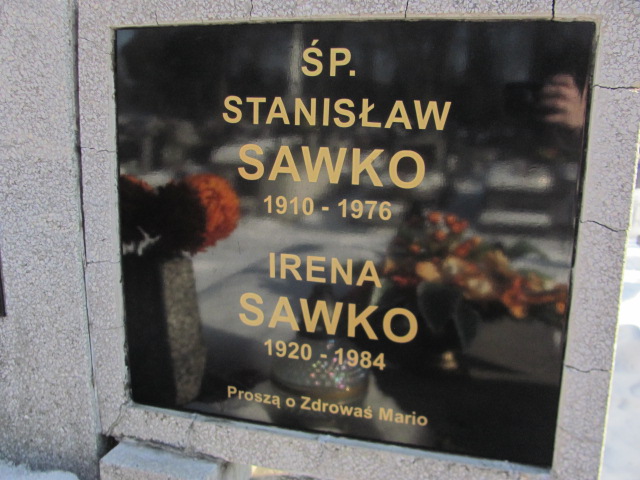 ŚP.
STANISŁAW
SAWKO
1910 - 1976
IRENA
SAWKO
1920 - 1984
Proszą o Zdrowaś Mario